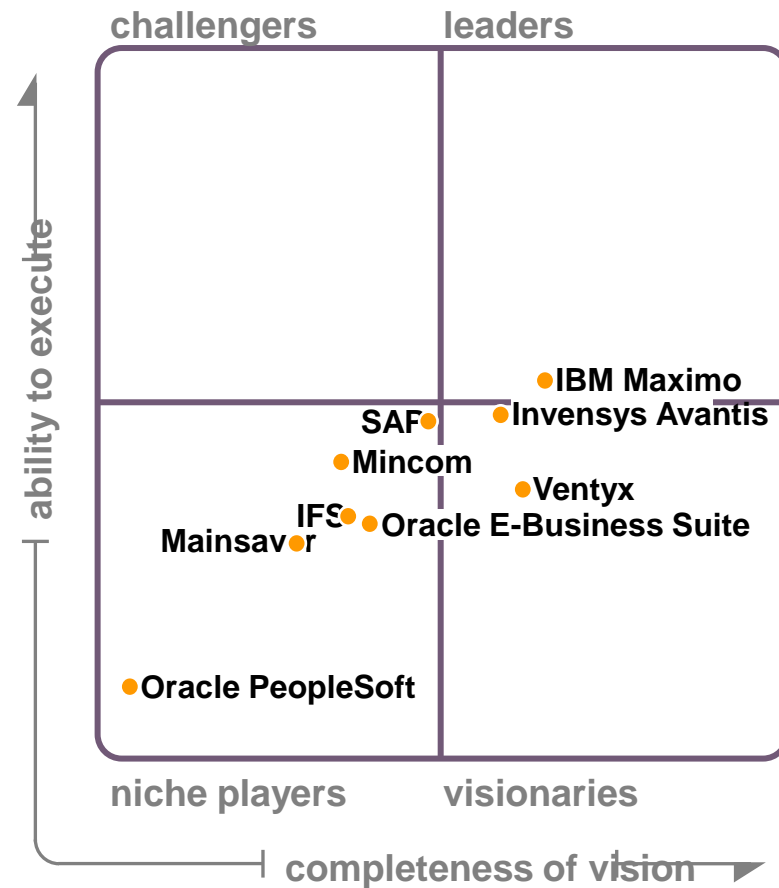 challengers leaders
ability to execute
IBM Maximo
SAP
Invensys Avantis
Mincom
Ventyx
IFS
Oracle E-Business Suite
Mainsaver
Oracle PeopleSoft
niche players visionaries
completeness of vision